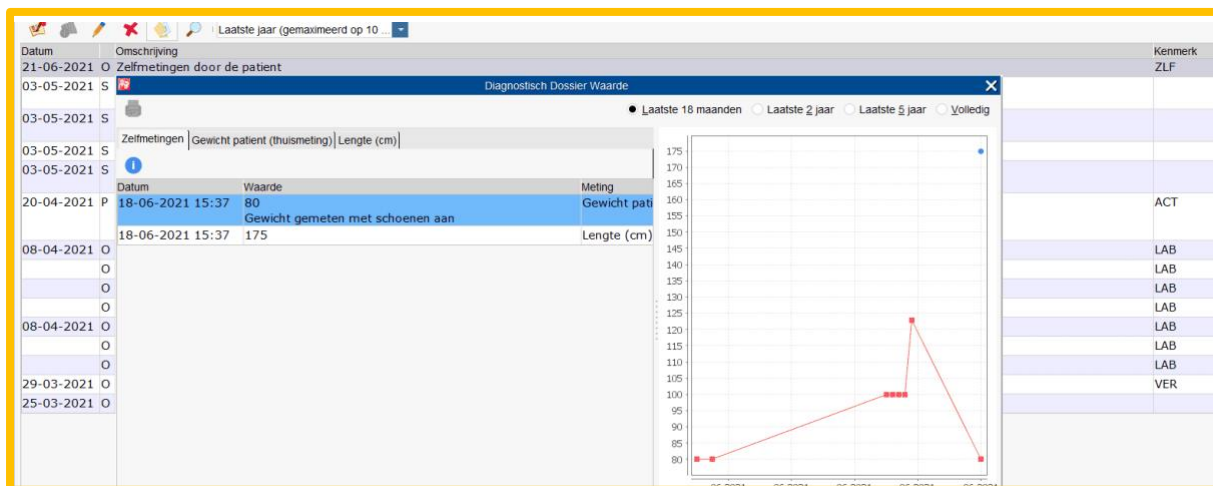 Laatste jaar (gemaximeerd op 10 ...
Datum Omschrijving Kenmerk
21-06-2021 O Zelfmetingen door de patient ZLF
03-05-2021 S
Diagnostisch Dossier Waarde
Laatste 18 maanden Laatste 2 jaar Laatste 5 jaar Volledig
03-05-2021 S
Zelfmetingen Gewicht patient (thuismeting) Lengte (cm)
03-05-2021 S
03-05-2021 S
Datum Waarde Meting
20-04-2021 P ACT
18-06-2021 15:37 80 Gewicht pati
Gewicht gemeten met schoenen aan
18-06-2021 15:37 175 Lengte (cm)
08-04-2021 O LAB
O LAB
O LAB
O LAB
08-04-2021 O LAB
O LAB
O LAB
29-03-2021 O VER
25-03-2021 O
175
170
165
160
155
150
145
140
135
130
125
120
115
110
105
100
95
90
85
80